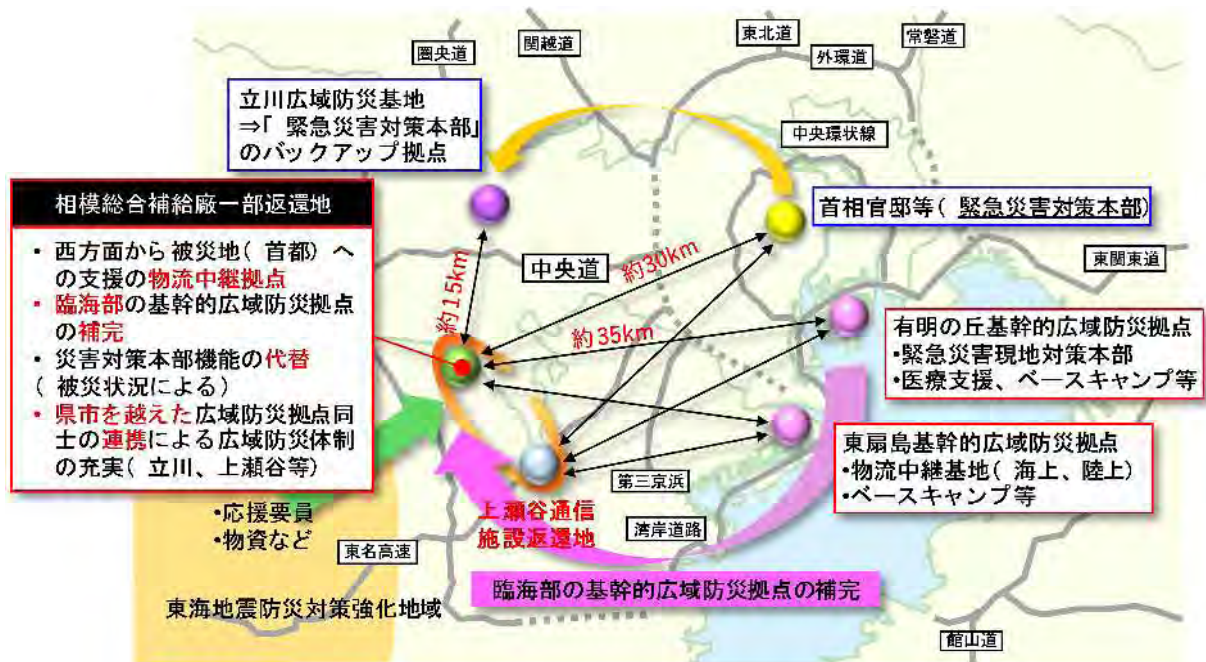 圏央道
関越道
東北道
外環道
常磐道
立川広域防災基地
⇒「緊急災害対策本部」
のバックアップ拠点
中央環状線
相模総合補給廠一部返還地
• 西方面から被災地(首都)へ
の支援の物流中継拠点
• 臨海部の基幹的広域防災拠点
の補完
• 災害対策本部機能の代替
(被災状況による)
• 県市を越えた広域防災拠点同
士の連携による広域防災体制
の充実(立川、上瀬谷等)
首相官邸等(緊急災害対策本部)
中央道
約30km
約15km
約35km
東関東道
有明の丘基幹的広域防災拠点
•緊急災害現地対策本部
•医療支援、ベースキャンプ等
東扇島基幹的広域防災拠点
•物流中継基地(海上、陸上)
•ベースキャンプ等
第三京浜
上瀬谷通信
施設返還地
湾岸道路
•応援要員
•物資など
東名高速
臨海部の基幹的広域防災拠点の補完
東海地震防災対策強化地域
館山道